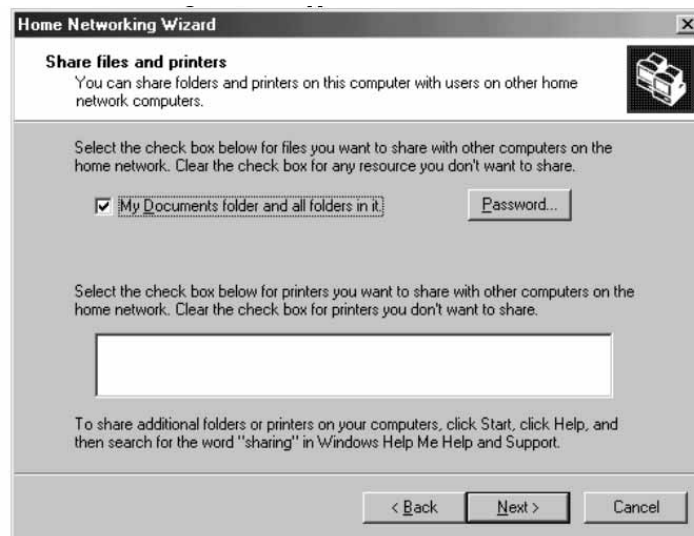 Home Networking Wizard
Share files and printers
You can share folders and printers on this computer with users on other home
network computers.
Select the check box below for files you want to share with other computers on the
home network. Clear the check box for any resource you don't want to share.
My Documents folder and all folders in it
Password...
Select the check box below for printers you want to share with other computers on the
home network. Clear the check box for printers you don't want to share.
To share additional folders or printers on your computers, click Start, click Help, and
then search for the word "sharing" in Windows Help Me Help and Support.
< Back
Next >
Cancel